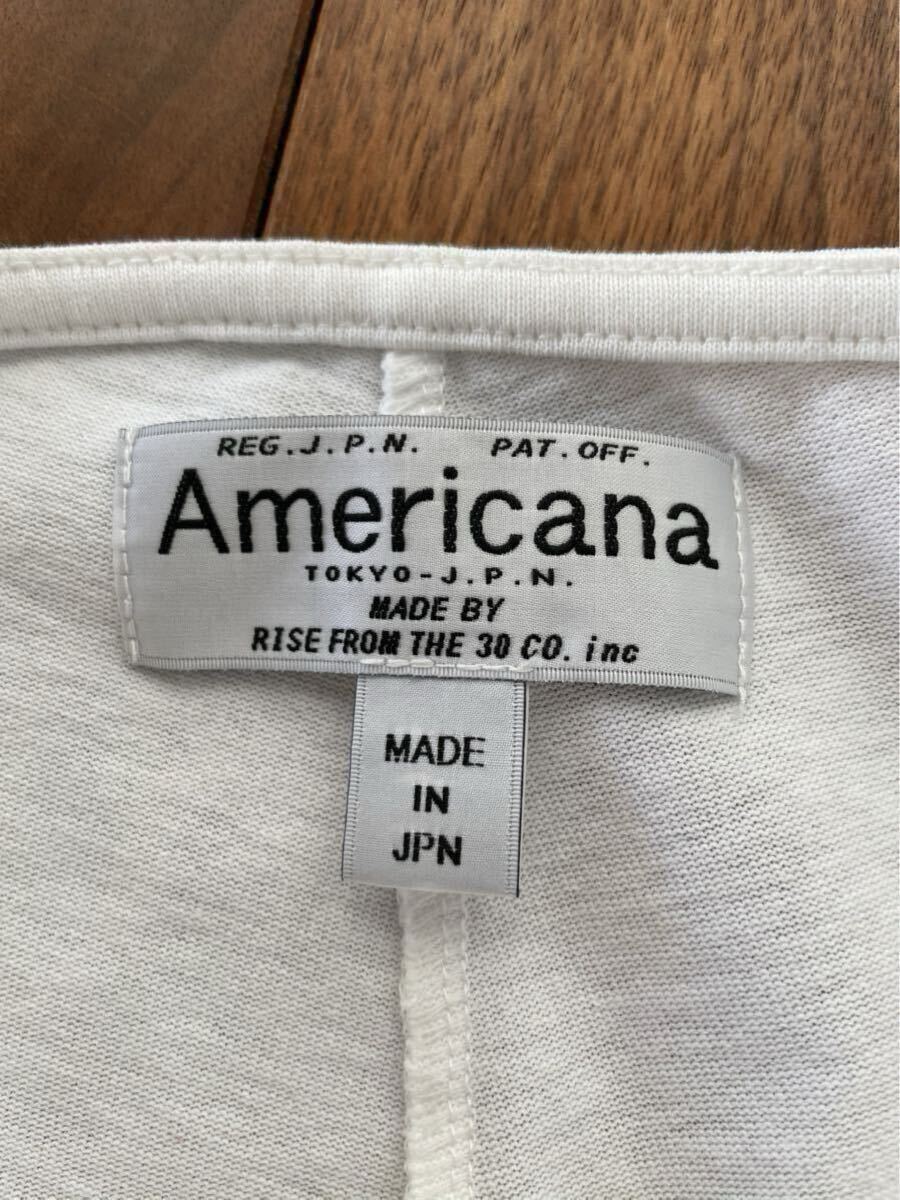 REG.J.P.N. PAT.OFF.
Americana
TOKYO-J.P.N.
MADE BY
RISE FROM THE 30 CO. inc
MADE
IN
JPN